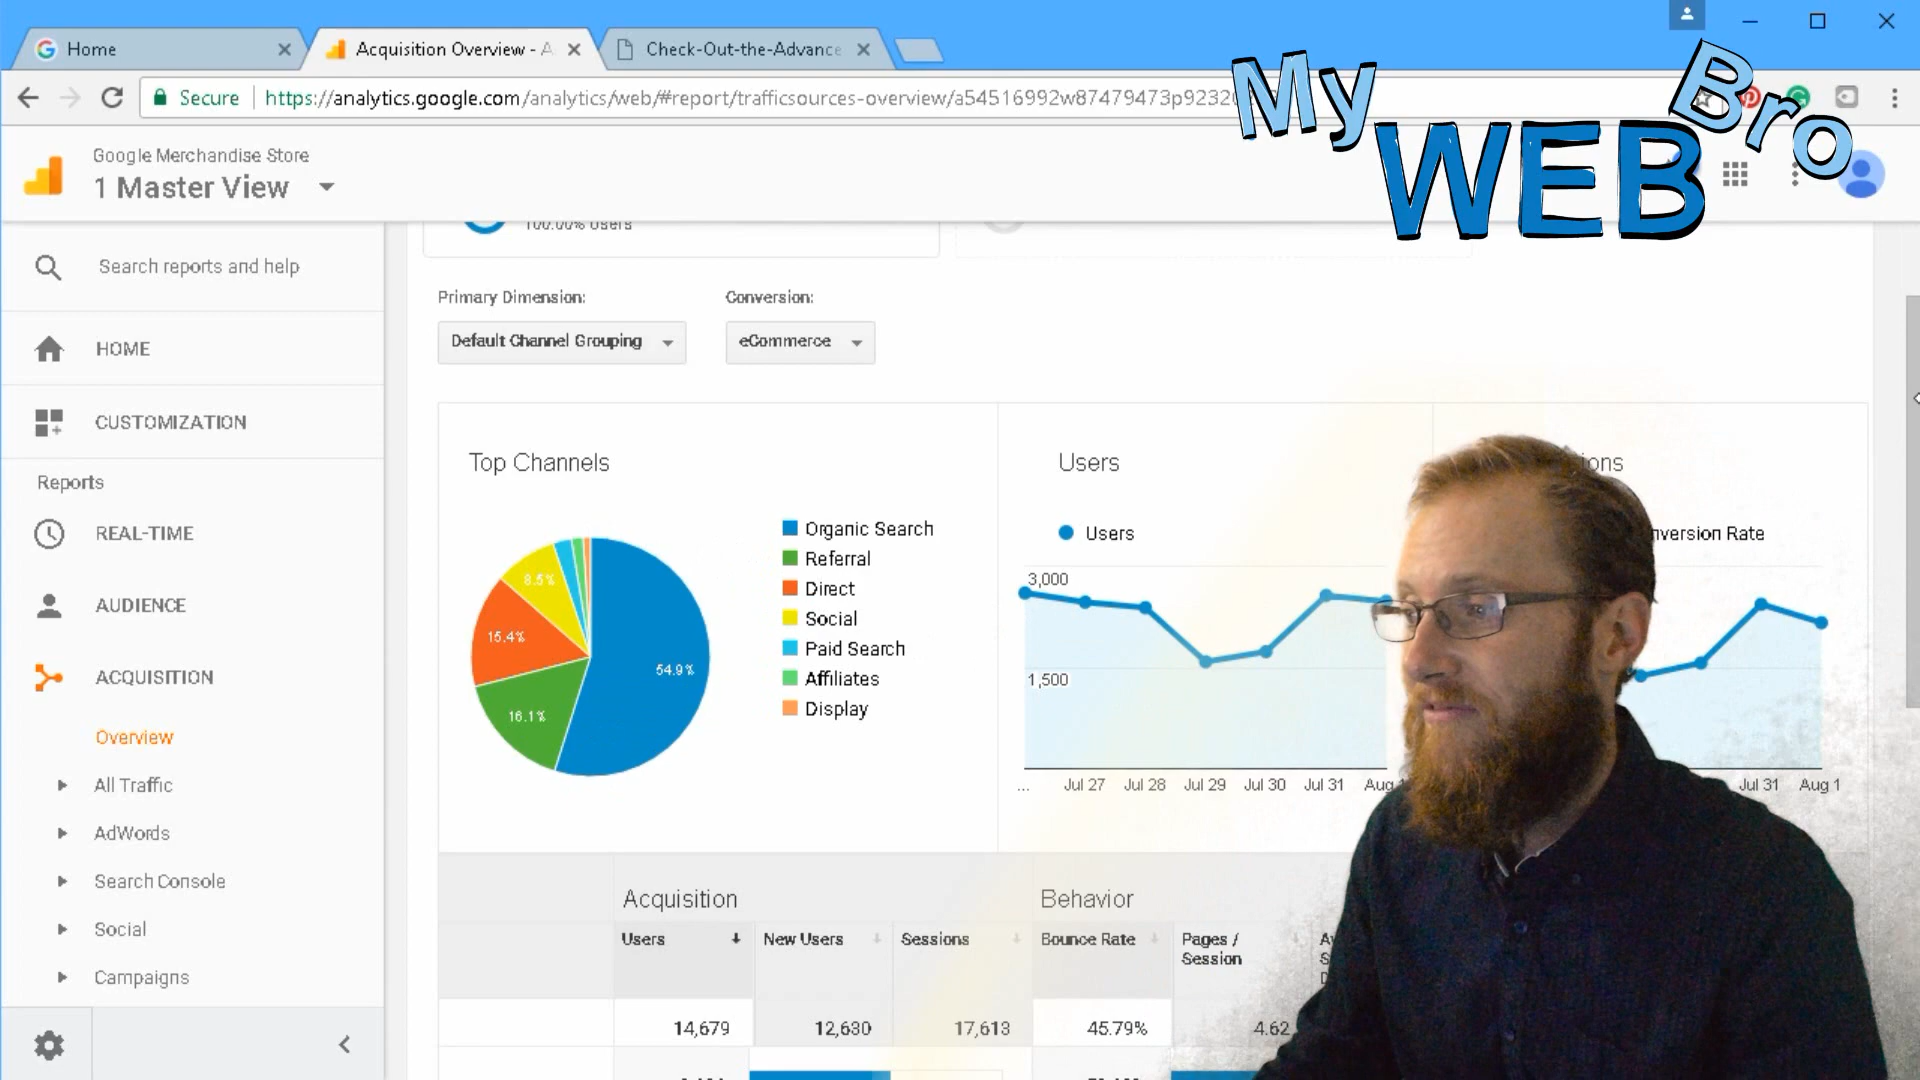 Home
Acquisition Overview - A
Check-Out-the-Advance
Secure
https://analytics.google.com/analytics/web/#report/trafficsources-overview/a54516992w87479473p9232
My
WEB
Bro
Google Merchandise Store
1 Master View
100.00% Users
Search reports and help
Primary Dimension:
Conversion:
Default Channel Grouping
eCommerce
HOME
CUSTOMIZATION
Reports
REAL-TIME
AUDIENCE
ACQUISITION
Overview
All Traffic
AdWords
Search Console
Social
Campaigns
Top Channels
Organic Search
Referral
Direct
Social
Paid Search
Affiliates
Display
8.5%
15.4%
54.9%
16.1%
Users
Users
3,000
1,500
... Jul 27 Jul 28 Jul 29 Jul 30 Jul 31 Aug
ions
nversion Rate
Jul 31 Aug 1
Acquisition
Behavior
Users
New Users
Sessions
Bounce Rate
Pages /
Session
14,679
12,630
17,613
45.79%
4.62